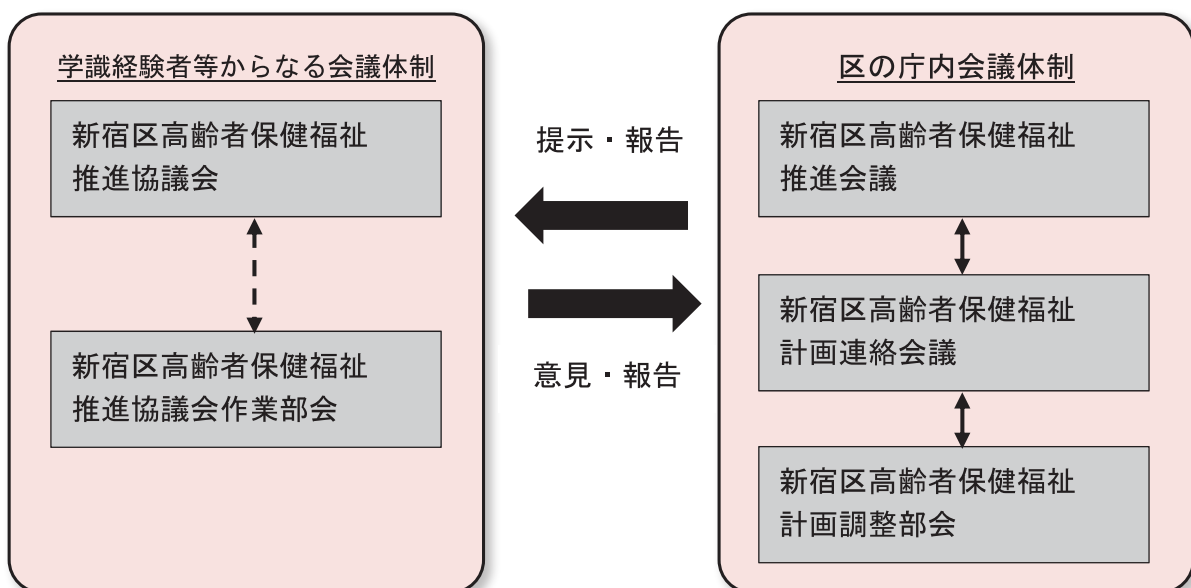 学識経験者等からなる会議体制
新宿区高齢者保健福祉
推進協議会
新宿区高齢者保健福祉
推進協議会作業部会
提示・報告
意見・報告
区の庁内会議体制
新宿区高齢者保健福祉
推進会議
新宿区高齢者保健福祉
計画連絡会議
新宿区高齢者保健福祉
計画調整部会